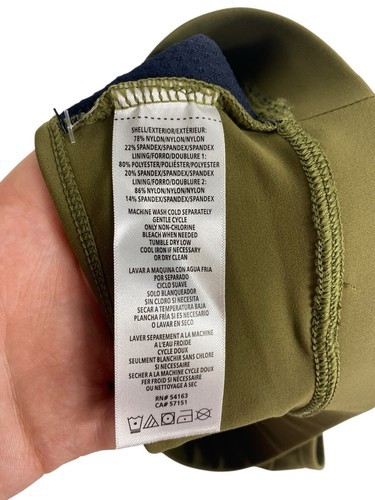 SHELL/EXTERIOR/EXTÉRIEUR:
78% NYLON/NYLON/NYLON
22% SPANDEX/SPANDEX/SPANDEX
LINING/FORRO/DOUBLURE 1:
80% POLYESTER/POLIÉSTER/POLYESTER
20% SPANDEX/SPANDEX/SPANDEX
LINING/FORRO/DOUBLURE 2:
86% NYLON/NYLON/NYLON
14% SPANDEX/SPANDEX/SPANDEX
MACHINE WASH COLD SEPARATELY
GENTLE CYCLE
ONLY NON-CHLORINE
BLEACH WHEN NEEDED
TUMBLE DRY LOW
COOL IRON IF NECESSARY
OR DRY CLEAN
LAVAR A MAQUINA CON AGUA FRIA
POR SEPARADO
CICLO SUAVE
SOLO BLANQUEADOR
SIN CLORO SI NECESITA
SECAR A TEMPERATURA BAJA
PLANCHA FRÍA SI ES NECESARIO
O LAVAR EN SECO
LAVER SEPAREMENT A LA MACHINE
A L'EAU FROIDE
CYCLE DOUX
SEULMENT BLANCHIR SANS CHLORE
SI NÉCESSAIRE
SECHER A LA MACHINE CYCLE DOUX
FER FROID SI NÉCESSAIRE
OU NETTOYAGE À SEC
RN# 54163
CA# 57151